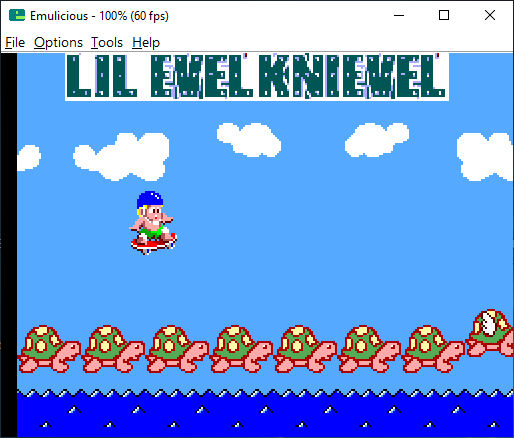 Emulicious - 100% (60 fps)
File Options Tools Help
LIL EVEL KNIEVEL